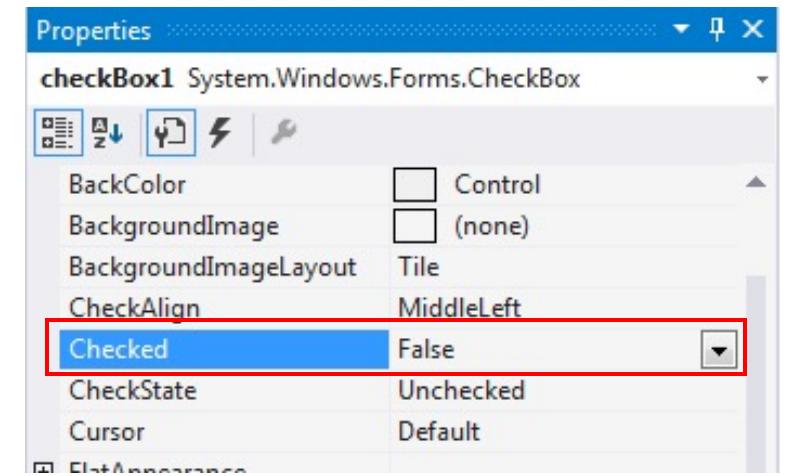 Properties
checkBox1 System.Windows.Forms.CheckBox
BackColor Control
BackgroundImage (none)
BackgroundImageLayout Tile
CheckAlign MiddleLeft
Checked False
CheckState Unchecked
Cursor Default
FlatAppearance